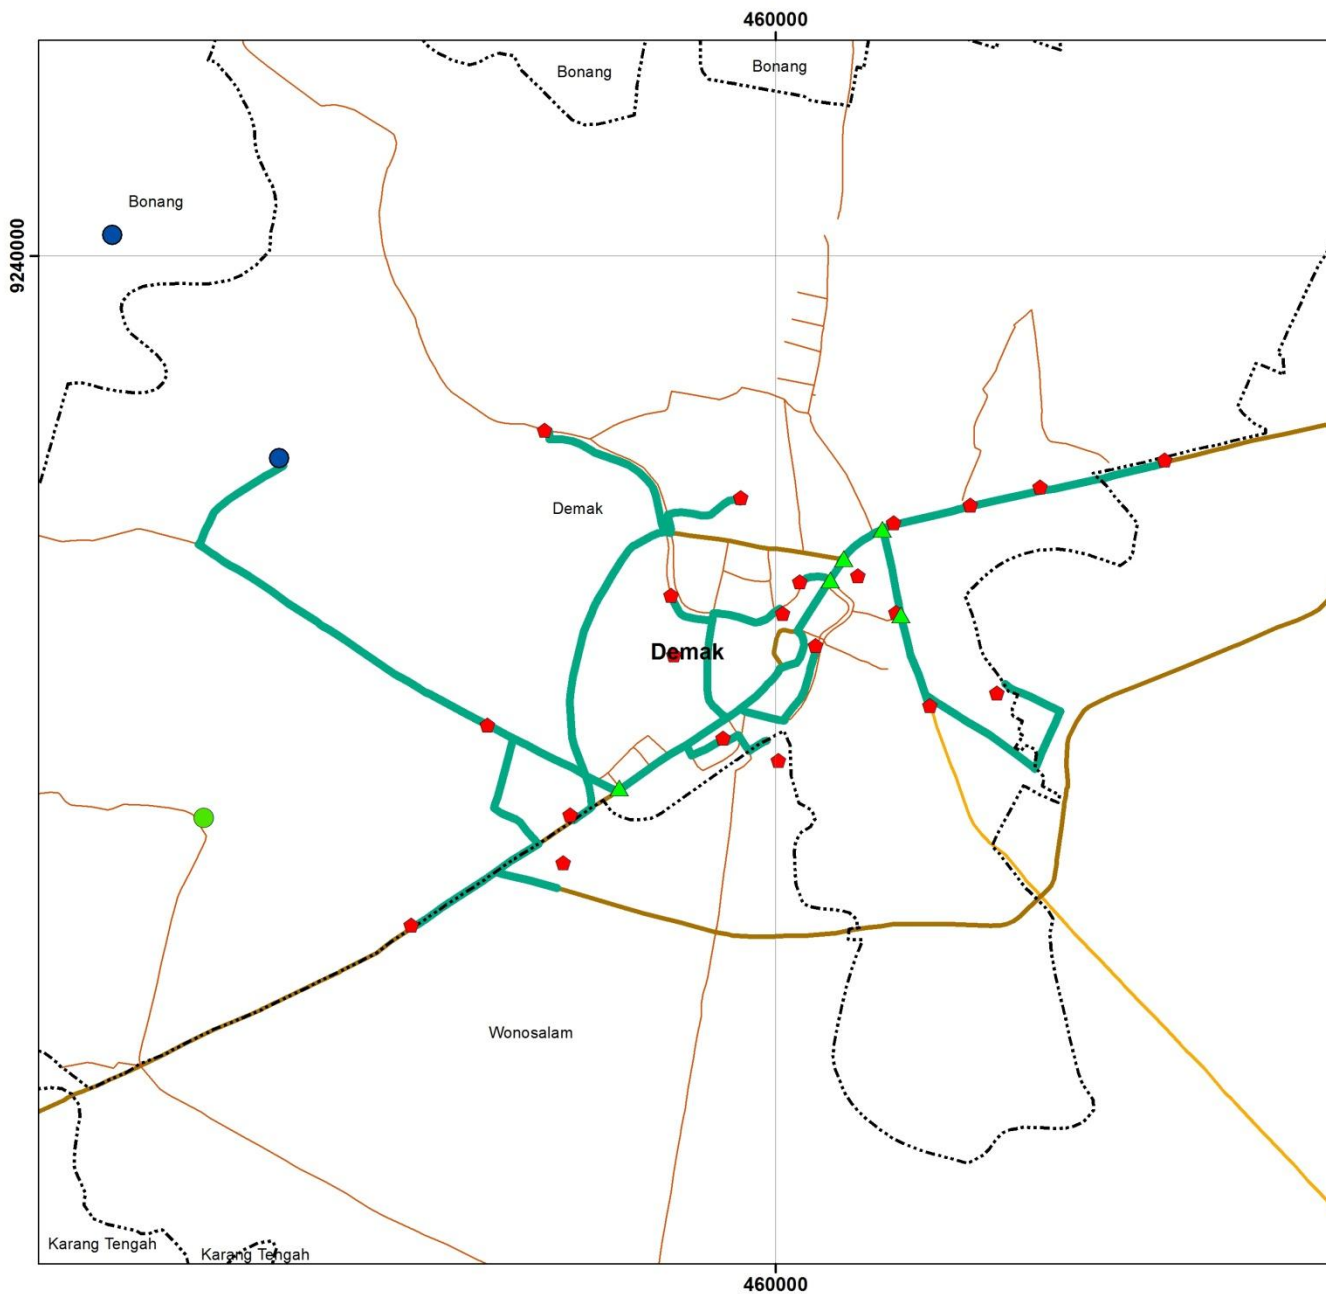 460000
Bonang
Bonang
Bonang
9240000
Demak
Demak
Wonosalam
Karang Tengah
Karang Tengah
460000